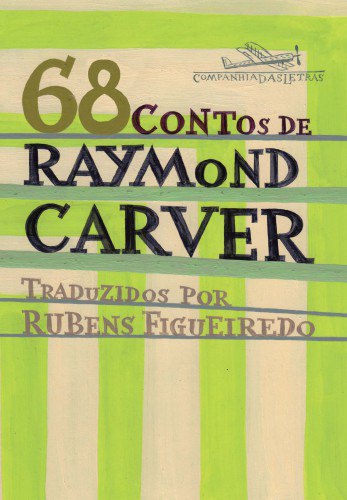 COMPANHIA DAS LETRAS
68 CONTOS DE
RAYMOND
CARVER
TRADUZIDOS POR
RUBENS FIGUEIREDO